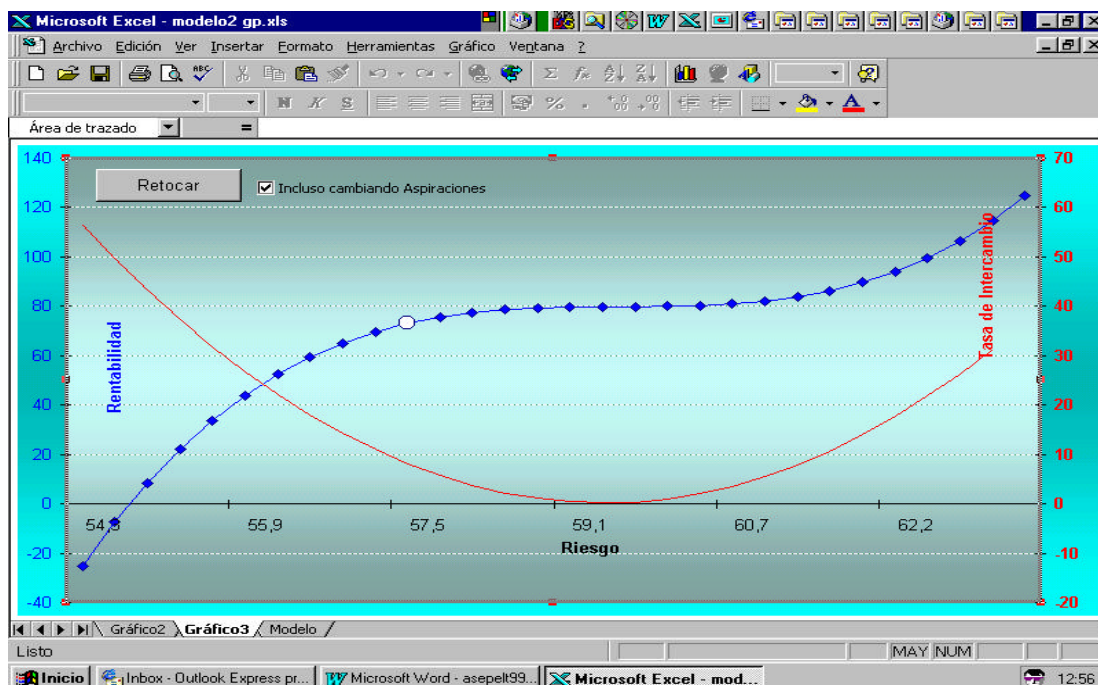 Microsoft Excel - modelo2 gp.xls
Archivo Edición Ver Insertar Formato Herramientas Gráfico Ventana ?
N K S
Área de trazado =
140 70
Retocar Incluso cambiando Aspiraciones
120 60
100 50
80 40
60 30
40 20
20 10
0 0
-20 -10
-40 -20
Rentabilidad
Tasa de Intercambio
54,3 55,9 57,5 59,1 60,7 62,2
Riesgo
Gráfico2 Gráfico3 Modelo
Listo MAY NUM
Inicio Inbox - Outlook Express pr... Microsoft Word - asepelt99... Microsoft Excel - mod... 12:56